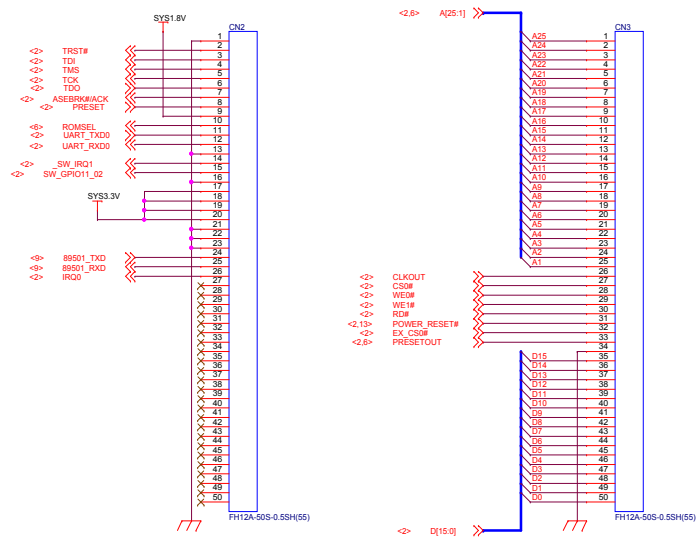 SYS1.8V
CN2
1
<2> TRST# 2
<2> TDI 3
<2> TMS 4
<2> TCK 5
<2> TDO 6
<2> ASEBRK#/ACK 7
<2> PRESET 8
9
<6> ROMSEL 10
<2> UART_TXD0 11
<2> UART_RXD0 12
13
<2> _SW_IRQ1 14
<2> SW_GPIO11_02 15
16
17
SYS3.3V
18
19
20
21
22
23
<9> 89501_TXD 24
<9> 89501_RXD 25
<2> IRQ0 26
27
28
29
30
31
32
33
34
35
36
37
38
39
40
41
42
43
44
45
46
47
48
49
50
FH12A-50S-0.5SH(55)
<2,6> A[25:1]
CN3
A25 1
A24 2
A23 3
A22 4
A21 5
A20 6
A19 7
A18 8
A17 9
A16 10
A15 11
A14 12
A13 13
A12 14
A11 15
A10 16
A9 17
A8 18
A7 19
A6 20
A5 21
A4 22
A3 23
A2 24
A1 25
<2> CLKOUT 26
<2> CS0# 27
<2> WE0# 28
<2> WE1# 29
<2> RD# 30
<2,13> POWER_RESET# 31
<2> EX_CS0# 32
<2,6> PRESETOUT 33
34
D15 35
D14 36
D13 37
D12 38
D11 39
D10 40
D9 41
D8 42
D7 43
D6 44
D5 45
D4 46
D3 47
D2 48
D1 49
D0 50
FH12A-50S-0.5SH(55)
<2> D[15:0]